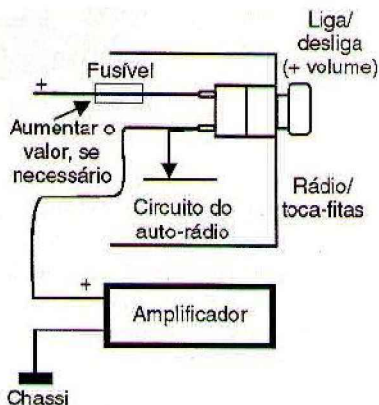 Liga/
desliga
(+ volume)
Fusível
+
Aumentar o
valor, se
necessário
Rádio/
toca-fitas
Circuito do
auto-rádio
+
Amplificador
Chassi